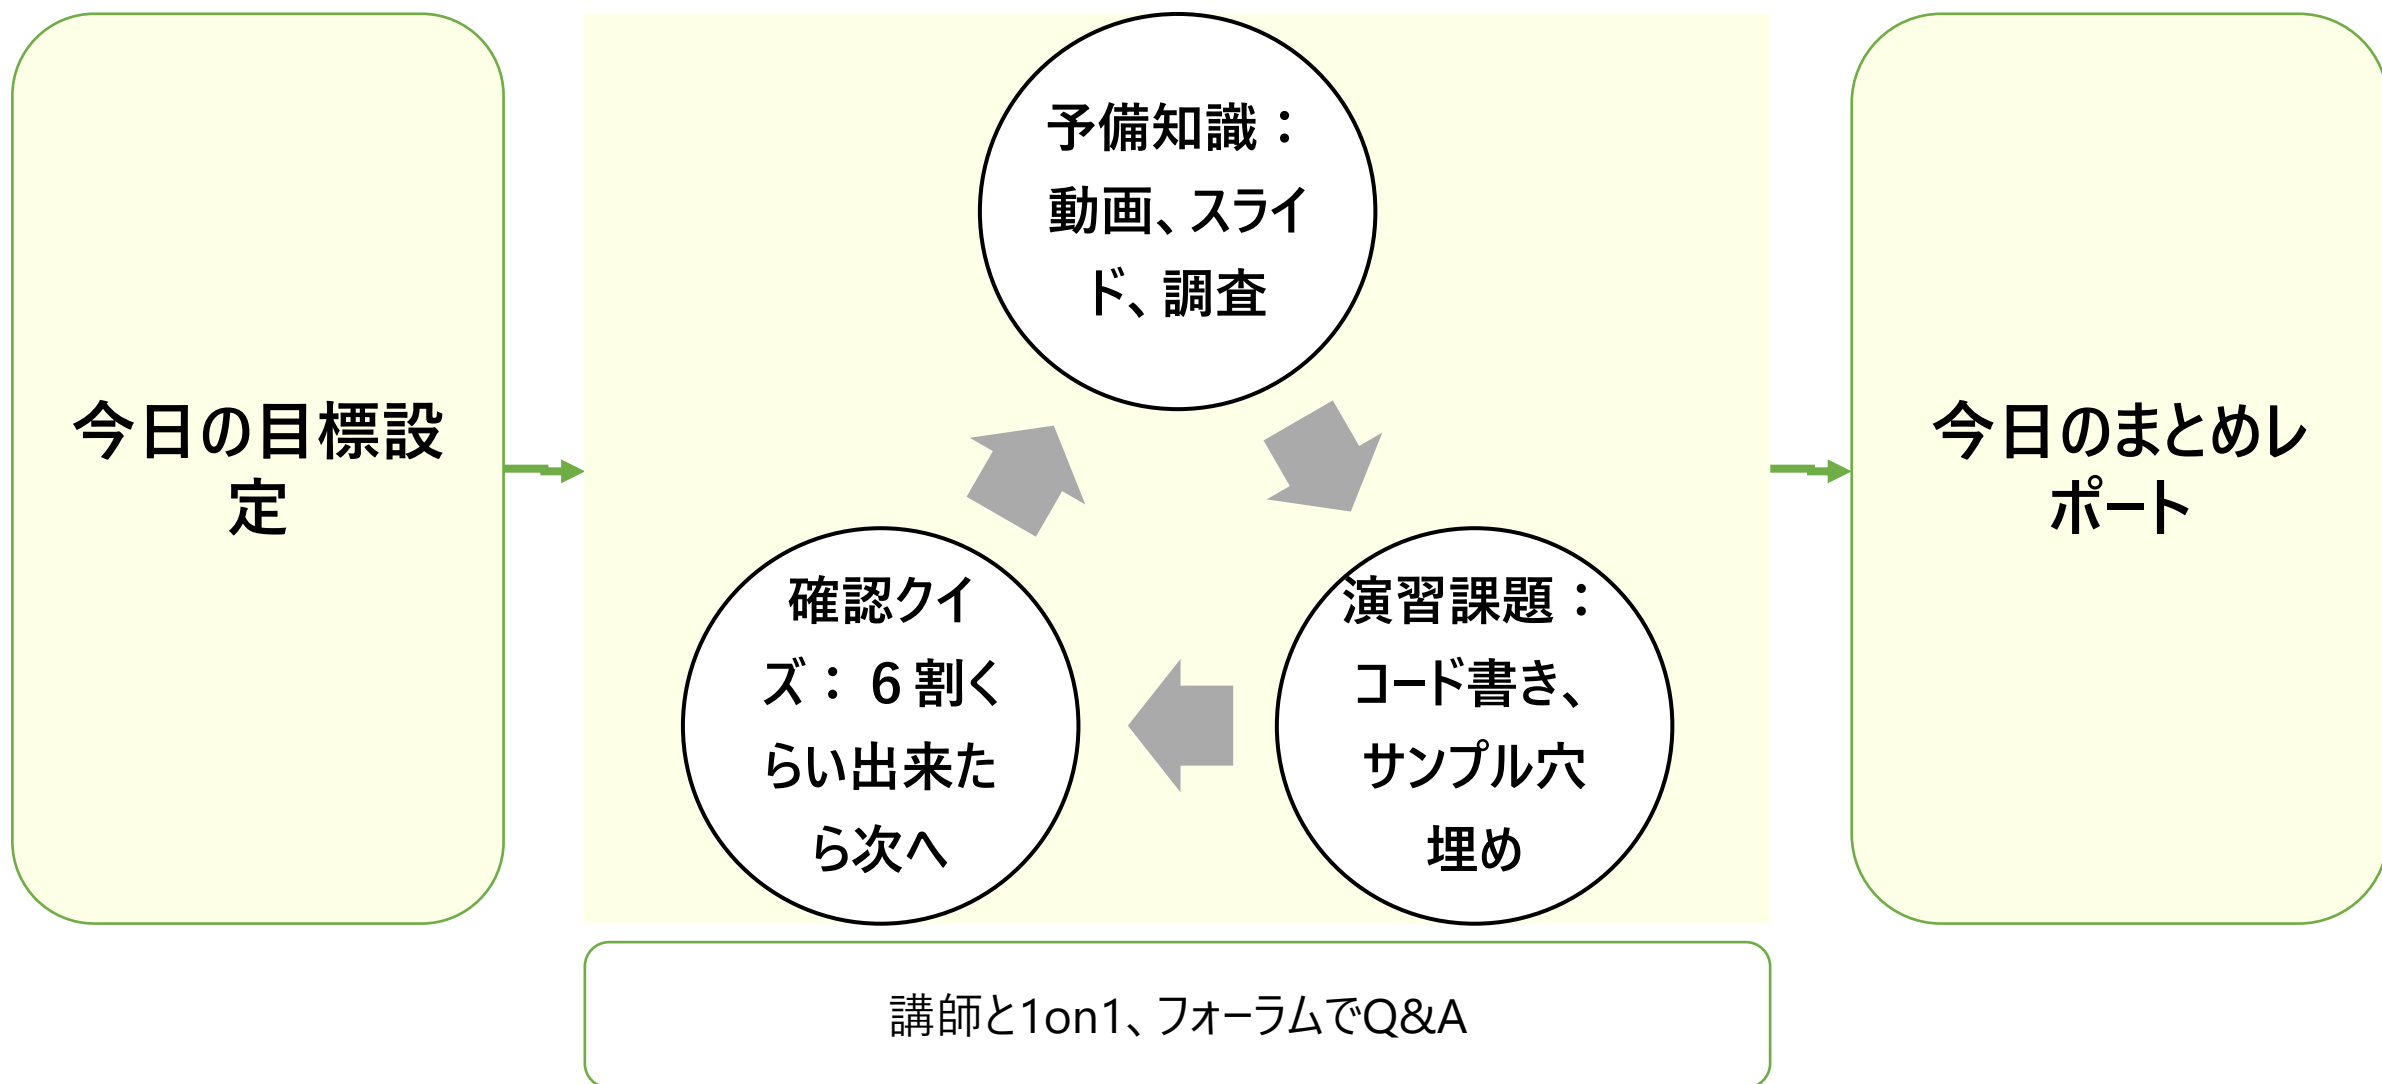 今日の目標設
定
予備知識：
動画、スライ
ド、調査
演習課題：
コード書き、
サンプル穴
埋め
確認クイ
ズ：６割く
らい出来た
ら次へ
今日のまとめレ
ポート
講師と1on1、フォーラムでQ&A